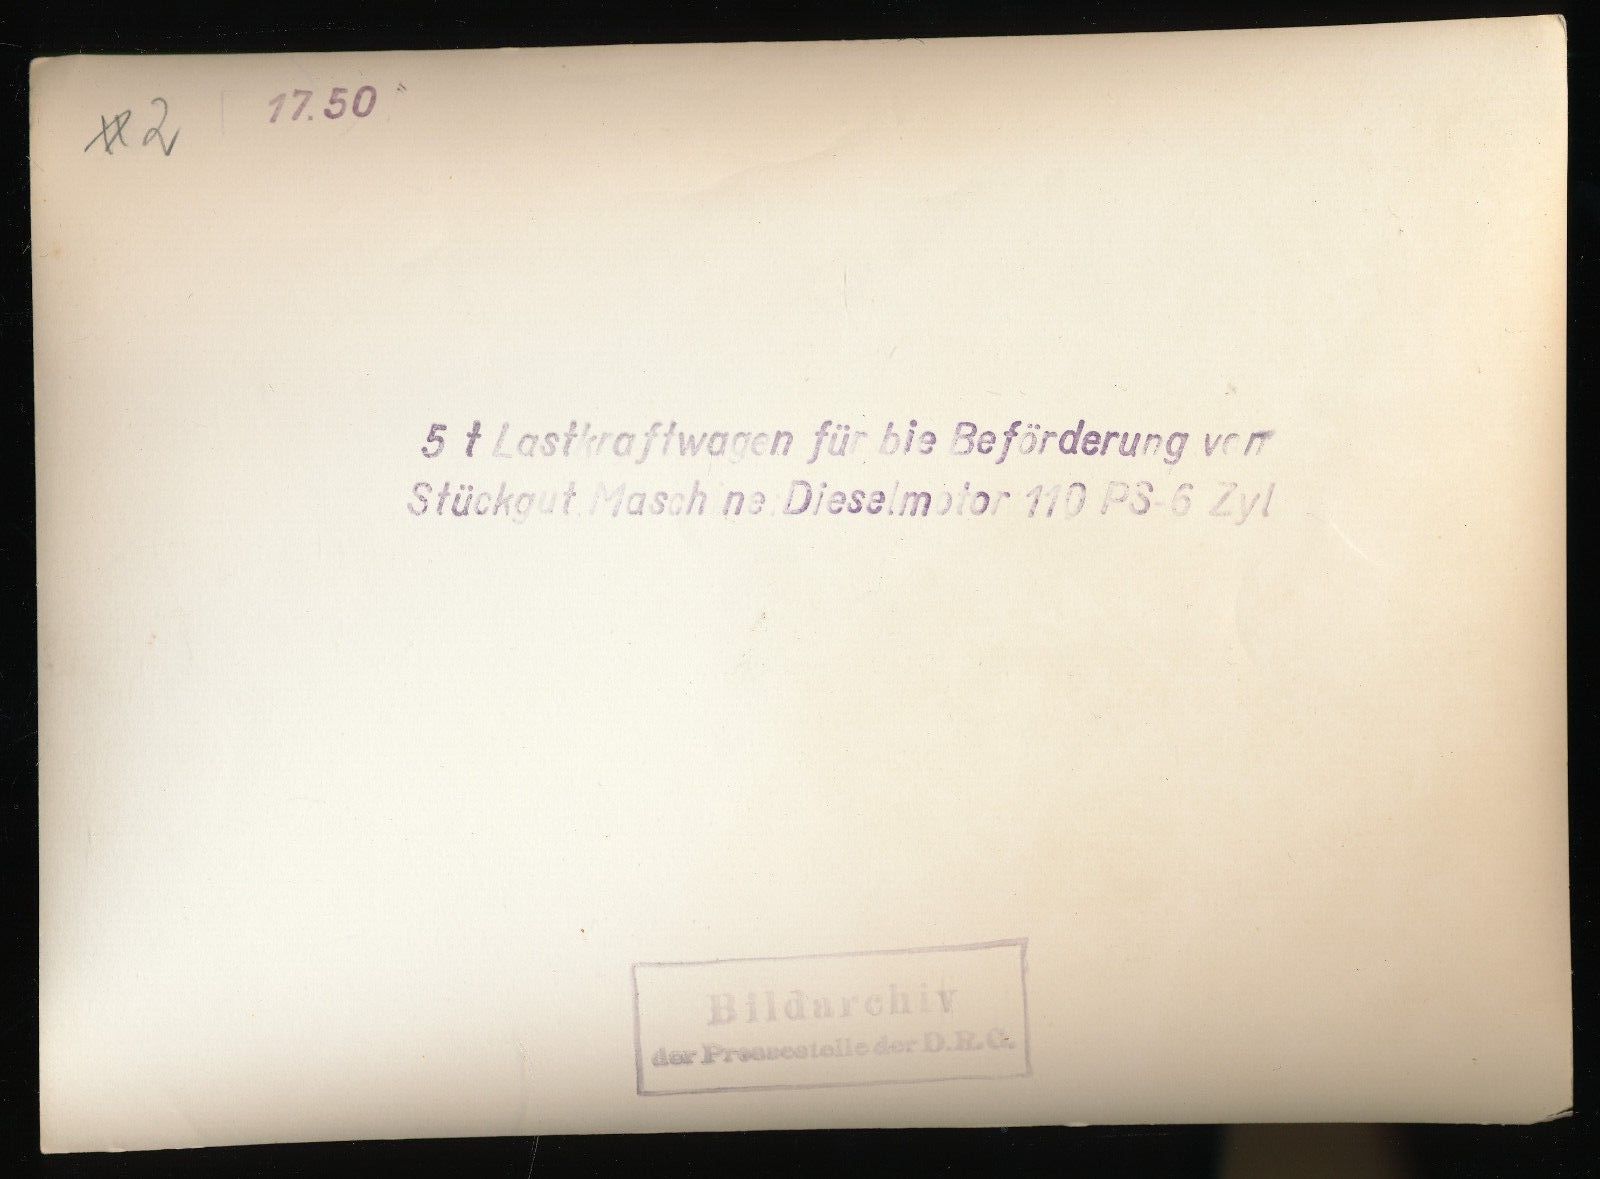 #2
17.50
5 t Lastkraftwagen für bie Beförderung von
Stückgut Maschine: Dieselmotor 110 PS-6 Zyl
Bildarchiv
der Pressestelle der D.R.G.